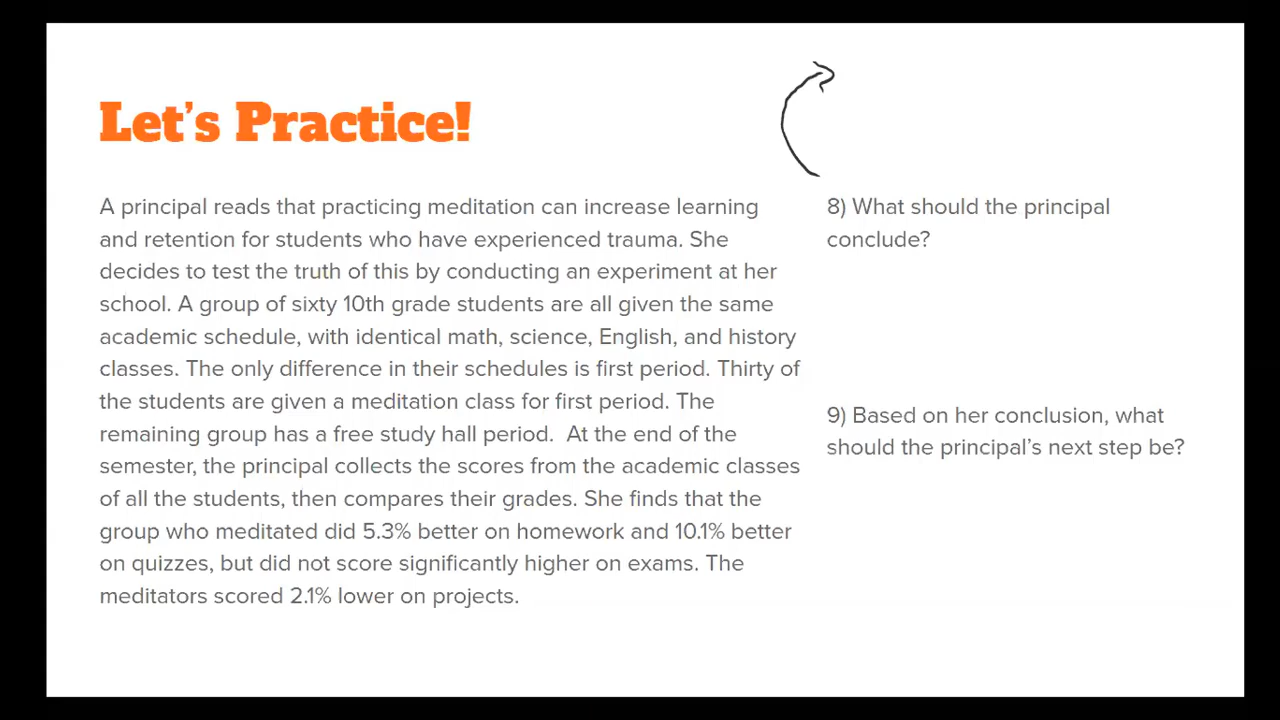 Let's Practice!
A principal reads that practicing meditation can increase learning
and retention for students who have experienced trauma. She
decides to test the truth of this by conducting an experiment at her
school. A group of sixty 10th grade students are all given the same
academic schedule, with identical math, science, English, and history
classes. The only difference in their schedules is first period. Thirty of
the students are given a meditation class for first period. The
remaining group has a free study hall period.  At the end of the
semester, the principal collects the scores from the academic classes
of all the students, then compares their grades. She finds that the
group who meditated did 5.3% better on homework and 10.1% better
on quizzes, but did not score significantly higher on exams. The
meditators scored 2.1% lower on projects.
8) What should the principal
conclude?
9) Based on her conclusion, what
should the principal's next step be?